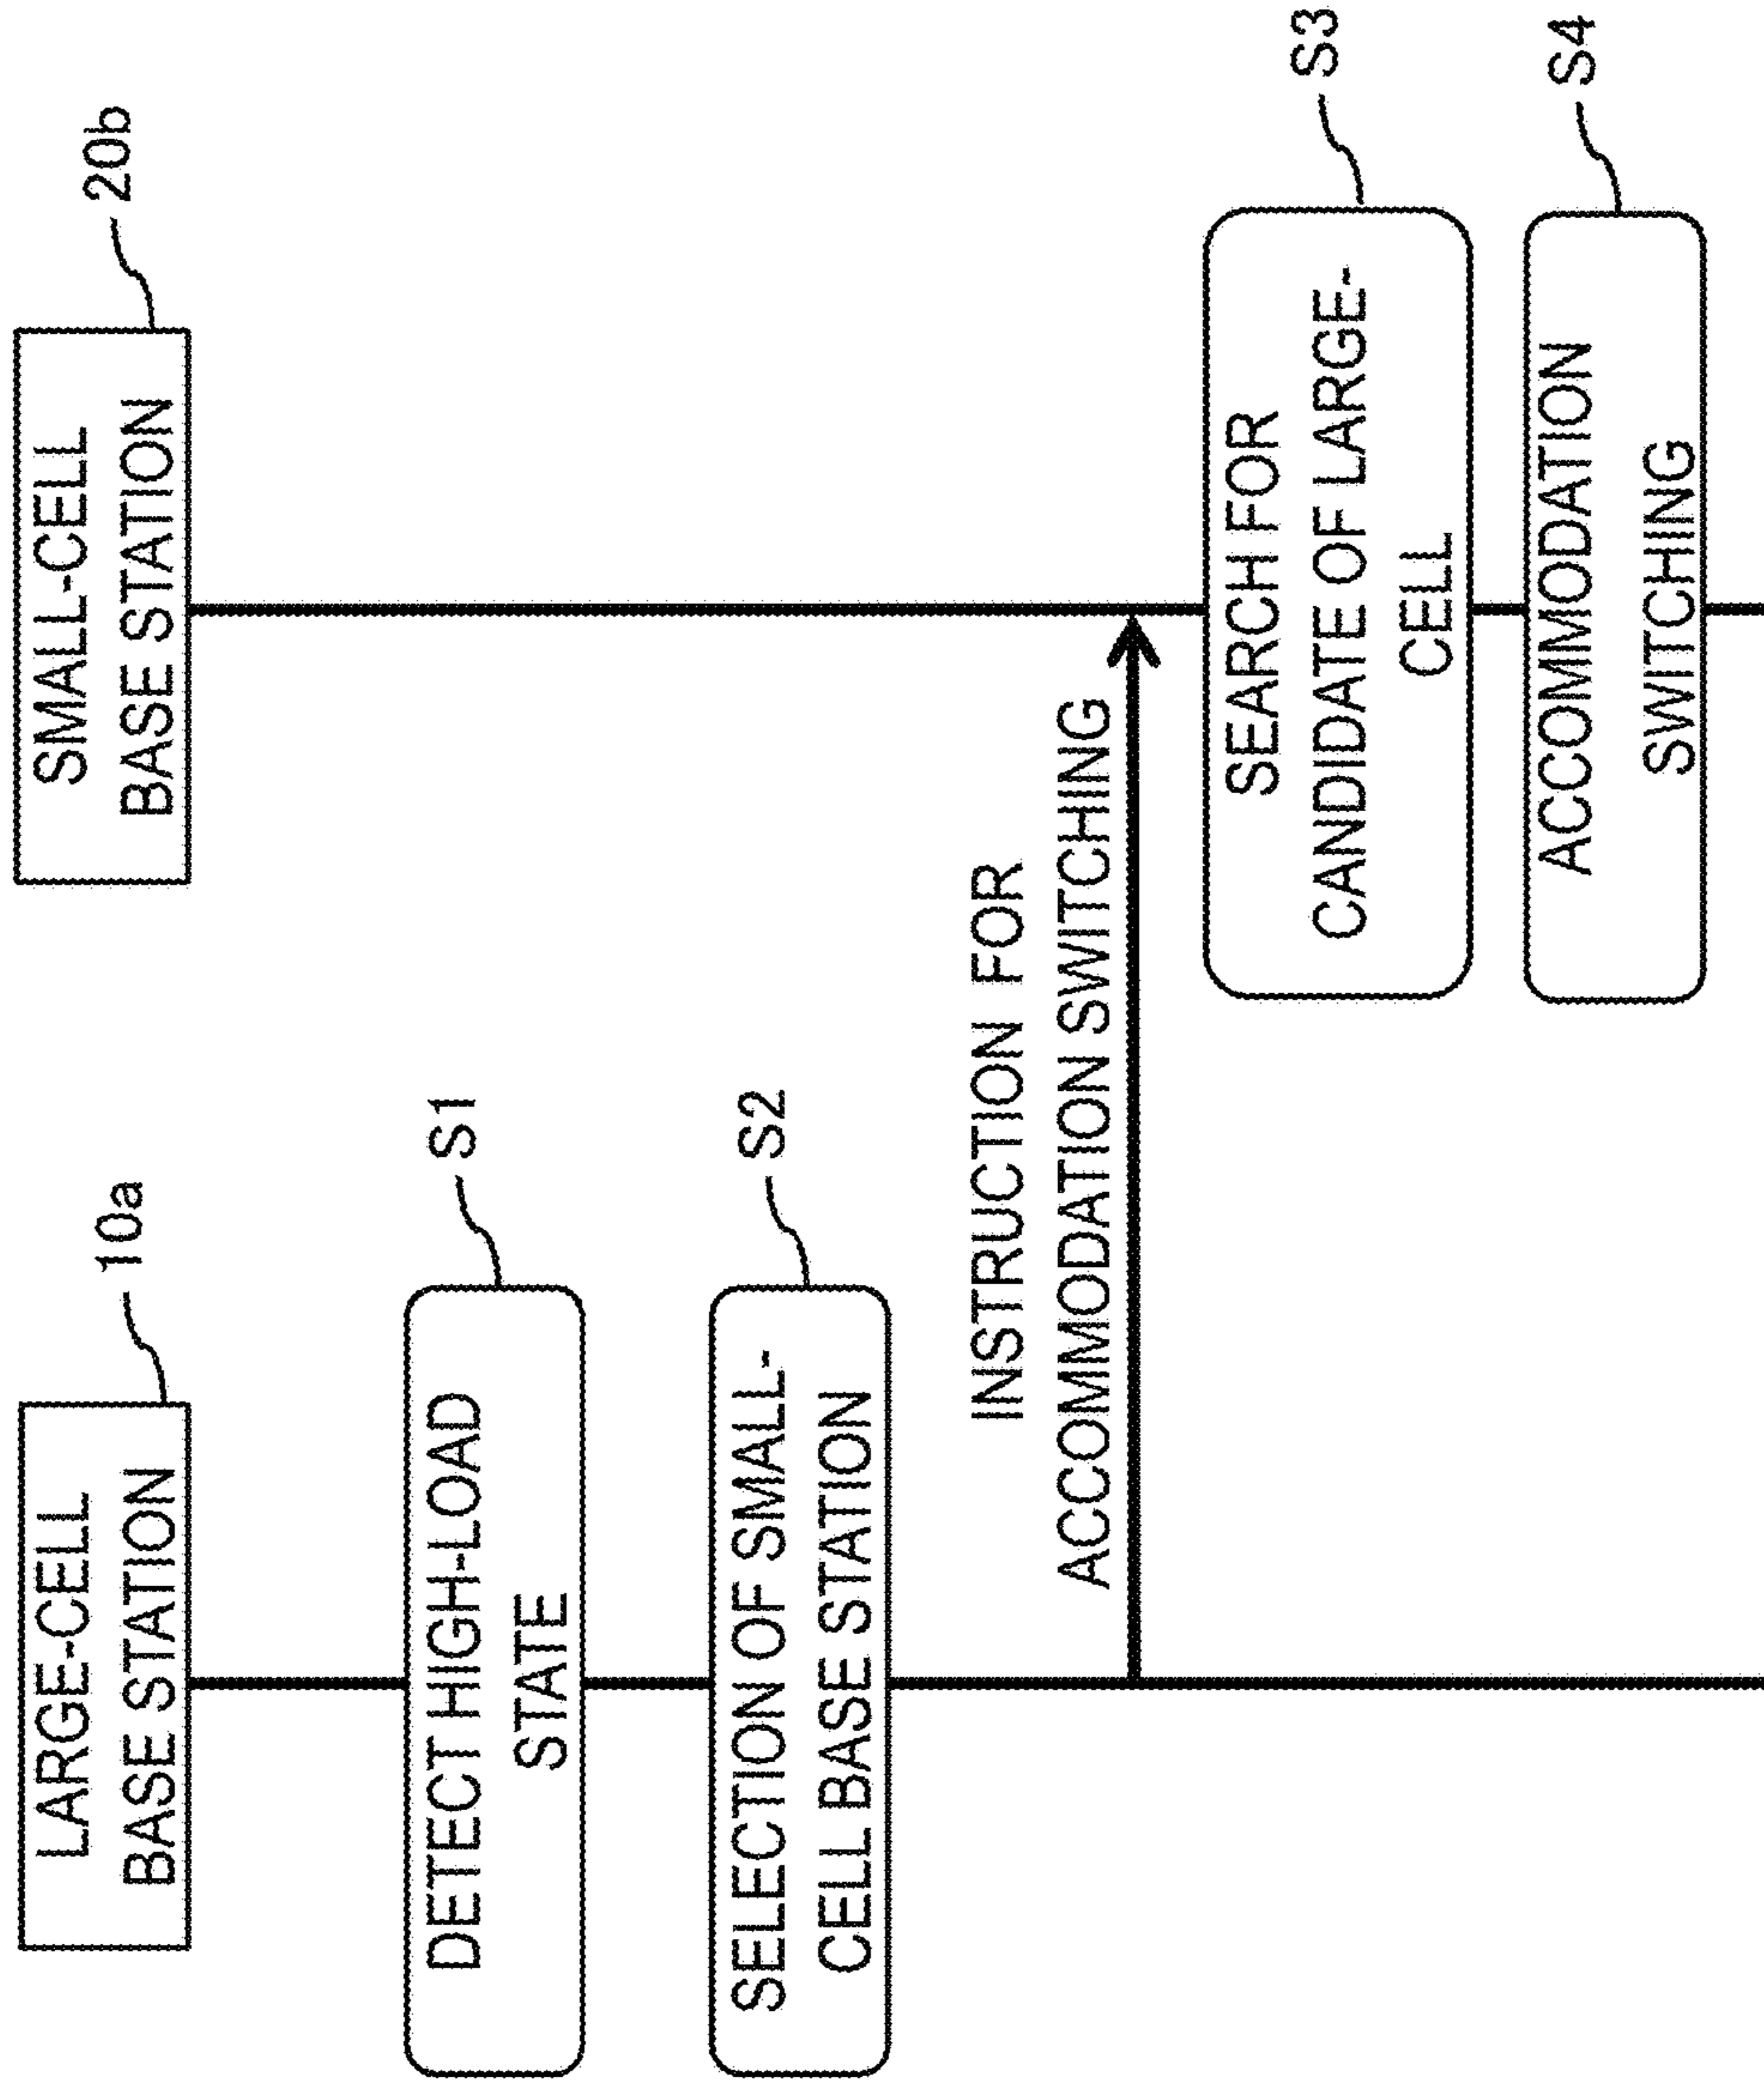 LARGE-CELL
BASE STATION
10a
SMALL-CELL
BASE STATION
20b
DETECT HIGH-LOAD
STATE
S1
SELECTION OF SMALL-
CELL BASE STATION
S2
INSTRUCTION FOR
ACCOMMODATION SWITCHING
SEARCH FOR
CANDIDATE OF LARGE-
CELL
S3
ACCOMMODATION
SWITCHING
S4